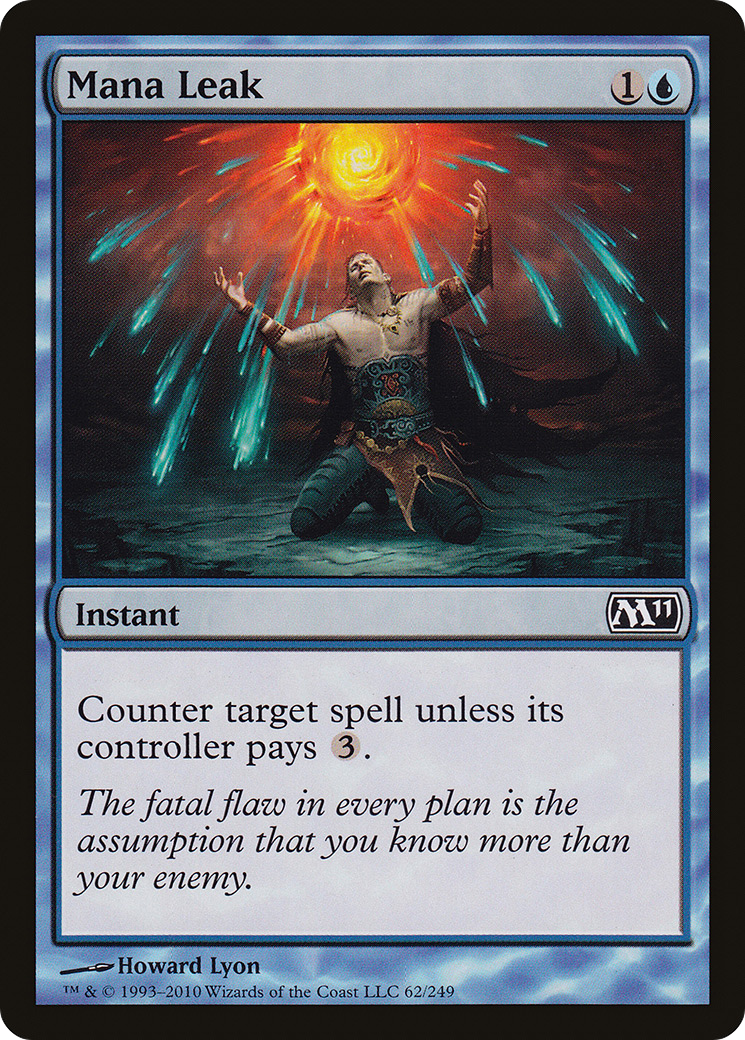 Mana Leak 1
Instant M11
Counter target spell unless its
controller pays 3.
The fatal flaw in every plan is the
assumption that you know more than
your enemy.
Howard Lyon
™ & © 1993–2010 Wizards of the Coast LLC 62/249